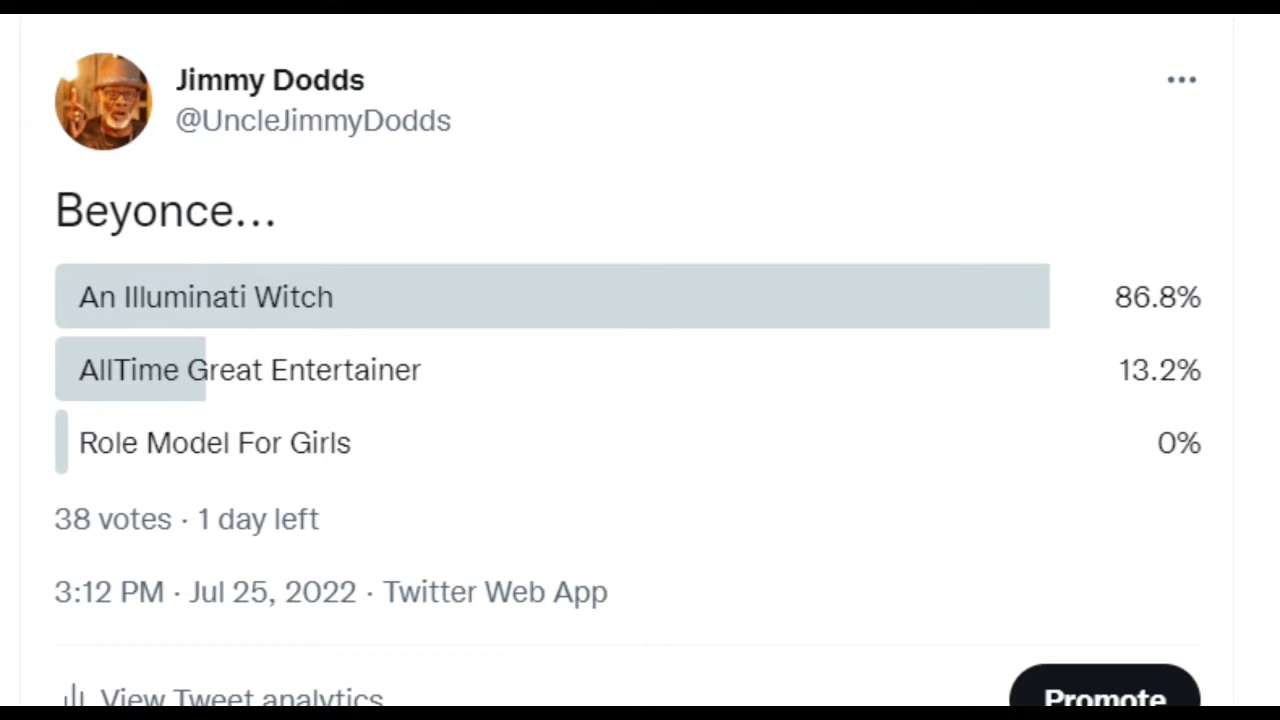 Jimmy Dodds
@UncleJimmyDodds
Beyonce...
An Illuminati Witch 86.8%
AllTime Great Entertainer 13.2%
Role Model For Girls 0%
38 votes · 1 day left
3:12 PM · Jul 25, 2022 · Twitter Web App
View Tweet analytics Promote